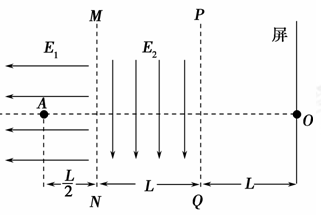 M P 屏
E₁ E₂
A O
L/2 L L
N Q